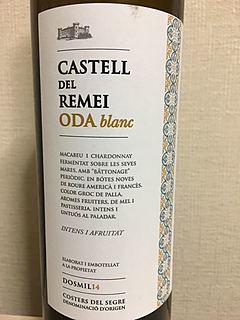 CASTELL
DEL
REMEI
ODA blanc
MACABEU I CHARDONNAY
FERMENTAT SOBRE LES SEVES
MARES, AMB "BÂTTONAGE"
PERIÒDIC, EN BÓTES NOVES
DE ROURE AMERICÀ I FRANCÈS.
COLOR GROC DE PALLA.
AROMES FRUITERS, DE MEL I
PASTISSERIA. INTENS I
UNTUÓS AL PALADAR.
INTENS I AFRUITAT
ELABORAT I EMBOTELLAT
A LA PROPIETAT
DOSMIL14
COSTERS DEL SEGRE
DENOMINACIÓ D'ORIGEN